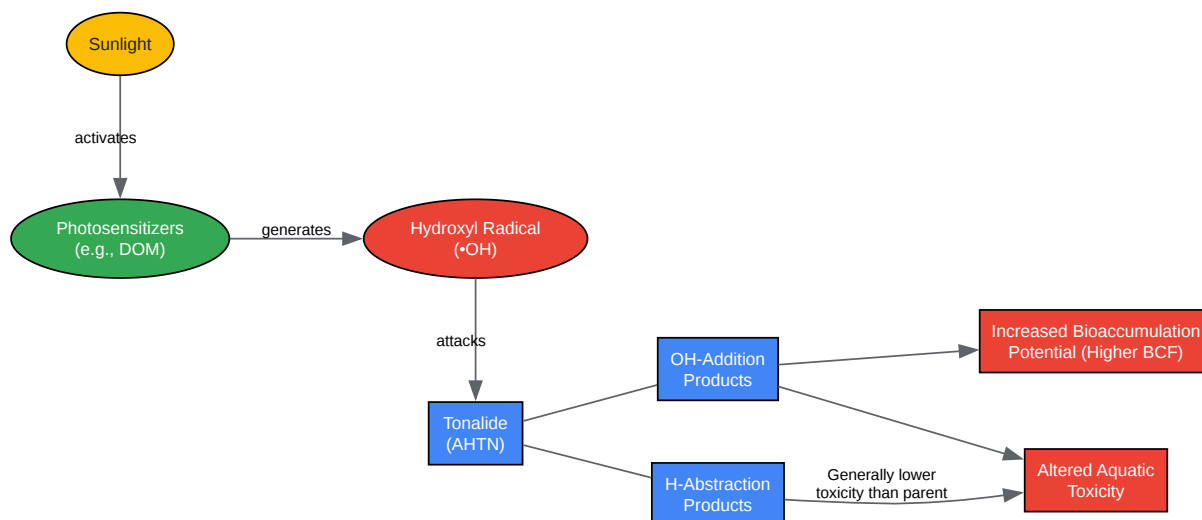 Sunlight
activates
Photosensitizers
(e.g., DOM)
generates
Hydroxyl Radical
(•OH)
attacks
Tonalide
(AHTN)
OH-Addition
Products
H-Abstraction
Products
Increased Bioaccumulation
Potential (Higher BCF)
Generally lower
toxicity than parent
Altered Aquatic
Toxicity